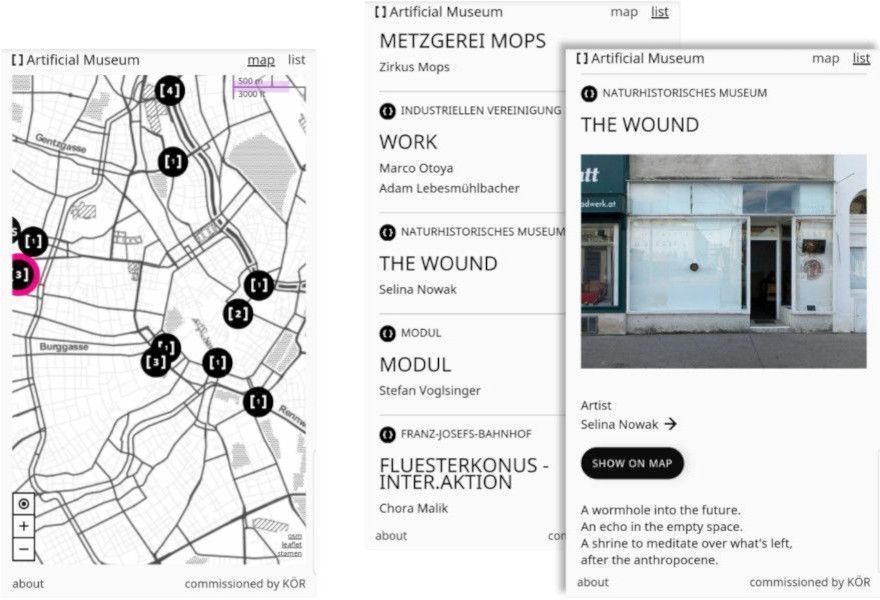 [ ] Artificial Museum
map
list
500 m
3000 ft
[4]
Gentzgasse
[1]
[1]
3]
[1]
[2]
Burggasse
[1]
[3]
[1]
[1]
Rennw
+
−
osm
leaflet
stamen
about
commissioned by KÖR
[ ] Artificial Museum
map
list
METZGEREI MOPS
Zirkus Mops
INDUSTRIELLEN VEREINIGUNG
WORK
Marco Otoya
Adam Lebesmühlbacher
NATURHISTORISCHES MUSEUM
THE WOUND
Selina Nowak
MODUL
MODUL
Stefan Voglsinger
FRANZ-JOSEFS-BAHNHOF
FLUESTERKONUS -
INTER.AKTION
Chora Malik
about
con
[ ] Artificial Museum
map
list
NATURHISTORISCHES MUSEUM
THE WOUND
att
adwerk.at
Artist
Selina Nowak →
SHOW ON MAP
A wormhole into the future.
An echo in the empty space.
A shrine to meditate over what's left,
after the anthropocene.
about
commissioned by KÖR